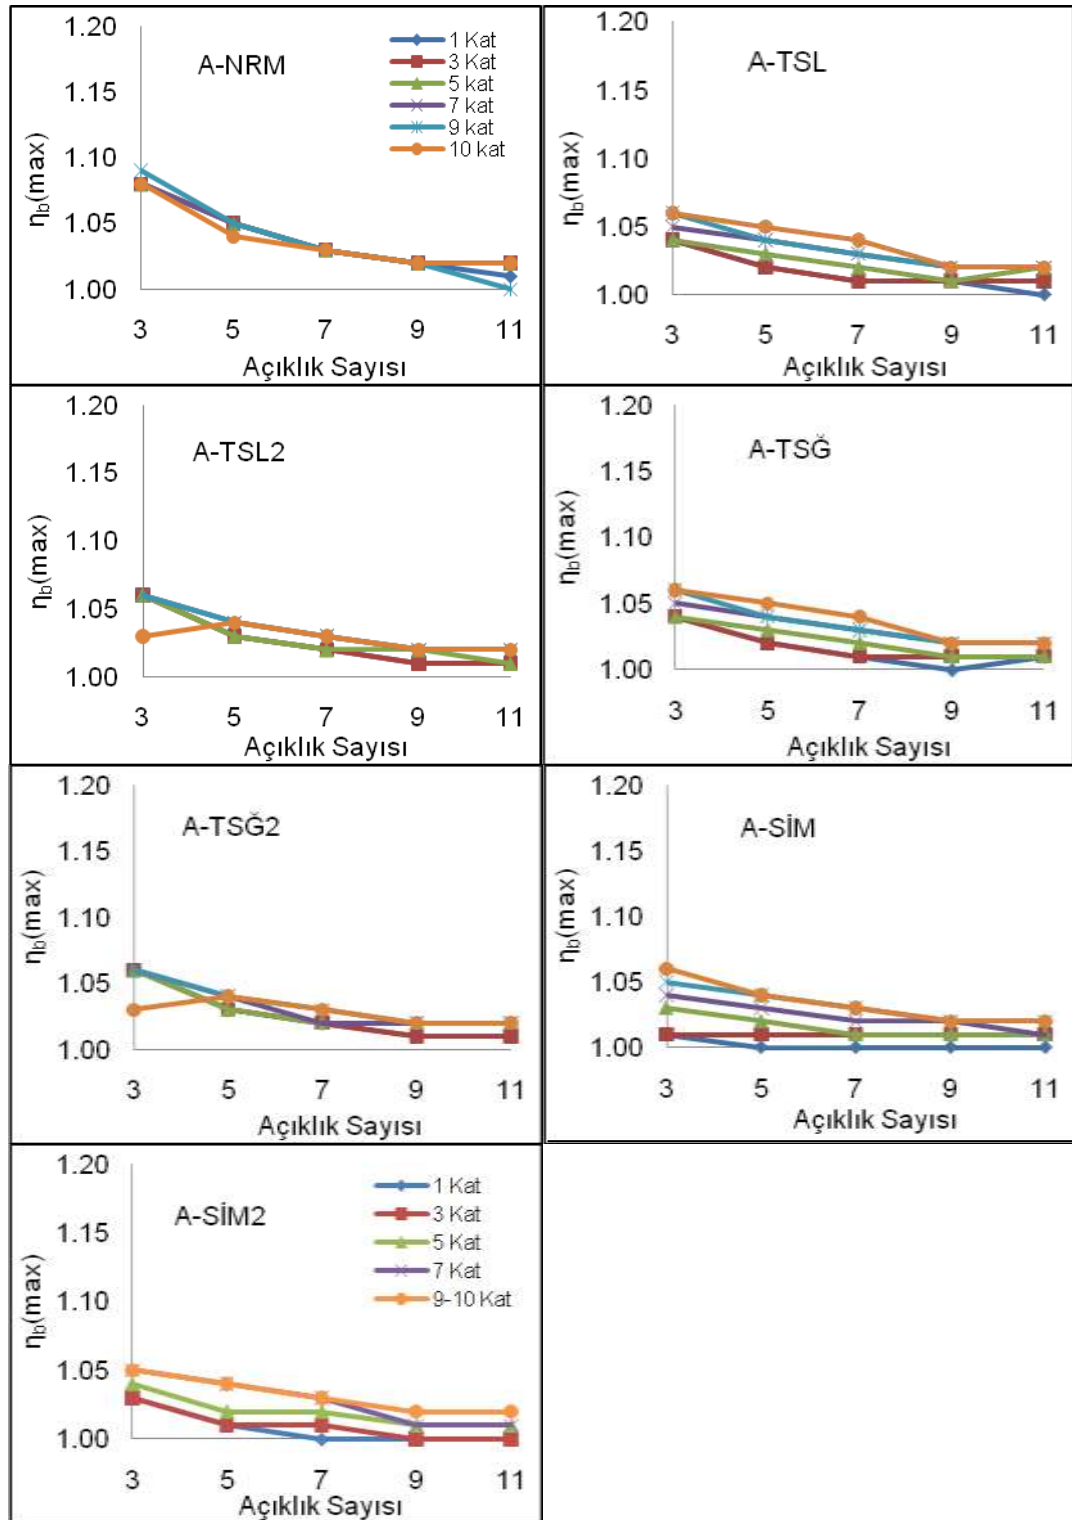 A-NRM
1.20
1.15
1.10
1.05
1.00
ηb(max)
3 5 7 9 11
Açıklık Sayısı
1 Kat
3 Kat
5 kat
7 kat
9 kat
10 kat
A-TSL
1.20
1.15
1.10
1.05
1.00
ηb(max)
3 5 7 9 11
Açıklık Sayısı
A-TSL2
1.20
1.15
1.10
1.05
1.00
ηb(max)
3 5 7 9 11
Açıklık Sayısı
A-TSĞ
1.20
1.15
1.10
1.05
1.00
ηb(max)
3 5 7 9 11
Açıklık Sayısı
A-TSĞ2
1.20
1.15
1.10
1.05
1.00
ηb(max)
3 5 7 9 11
Açıklık Sayısı
A-SİM
1.20
1.15
1.10
1.05
1.00
ηb(max)
3 5 7 9 11
Açıklık Sayısı
A-SİM2
1.20
1.15
1.10
1.05
1.00
ηb(max)
3 5 7 9 11
Açıklık Sayısı
1 Kat
3 Kat
5 Kat
7 Kat
9-10 Kat